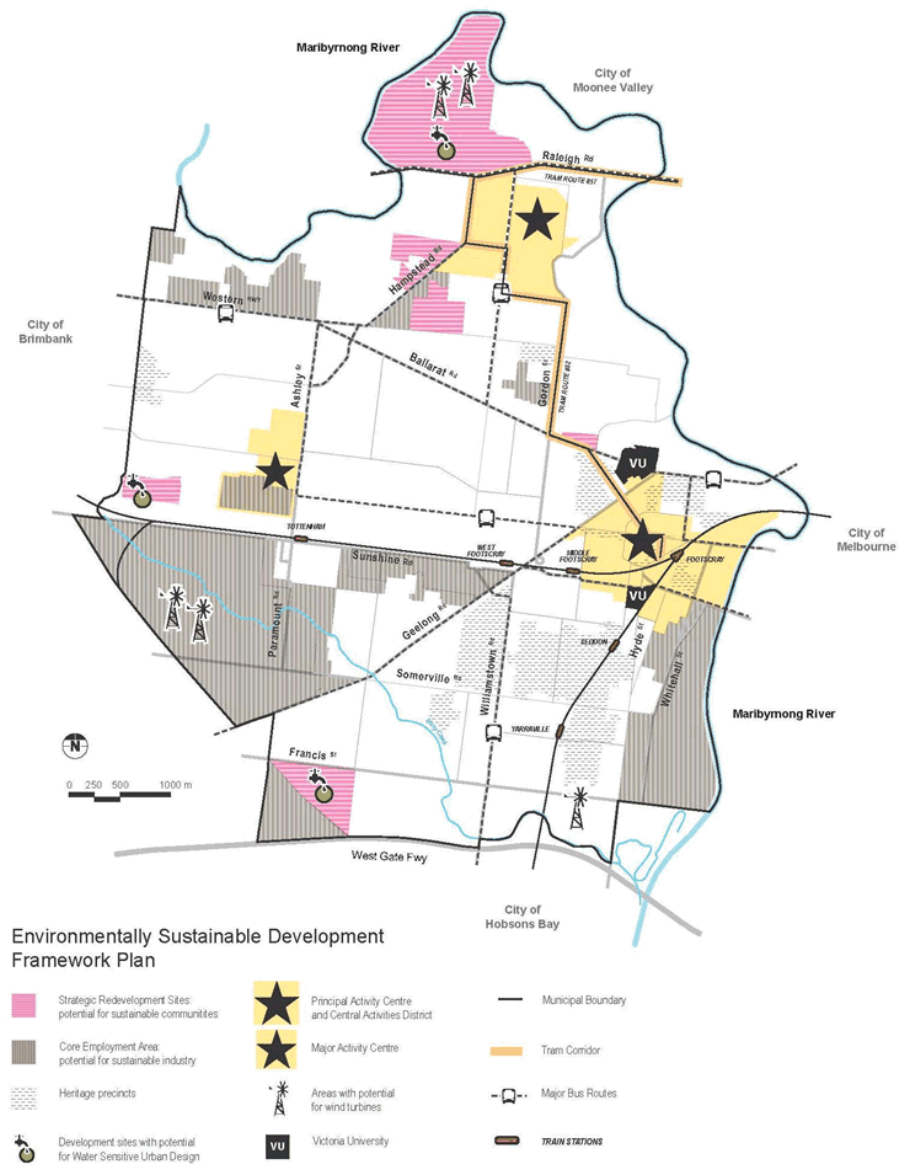 Maribyrnong River
City of
Moonee Valley
Raleigh Rd
TRAM ROUTE #57
Hampstead Rd
Western HWY
City of
Brimbank
Ballarat Rd
Ashley St
Gordon St
TRAM ROUTE #82
VU
TOTTENHAM
WEST
FOOTSCRAY
MIDDLE
FOOTSCRAY
FOOTSCRAY
City of
Melbourne
Sunshine Rd
VU
Geelong Rd
Paramount Rd
SEDDON
Hyde St
Whitehall St
Somerville Rd
Williamstown Rd
Maribyrnong River
YARRAVILLE
Stony Creek
N
Francis St
0 250 500 1000 m
West Gate Fwy
City of
Hobsons Bay
Environmentally Sustainable Development
Framework Plan
Strategic Redevelopment Sites:
potential for sustainable communitites
Principal Activity Centre
and Central Activities District
Municipal Boundary
Core Employment Area:
potential for sustainable industry
Major Activity Centre
Tram Corridor
Heritage precincts
Areas with potential
for wind turbines
Major Bus Routes
Development sites with potential
for Water Sensitive Urban Design
VU
Victoria University
TRAIN STATIONS